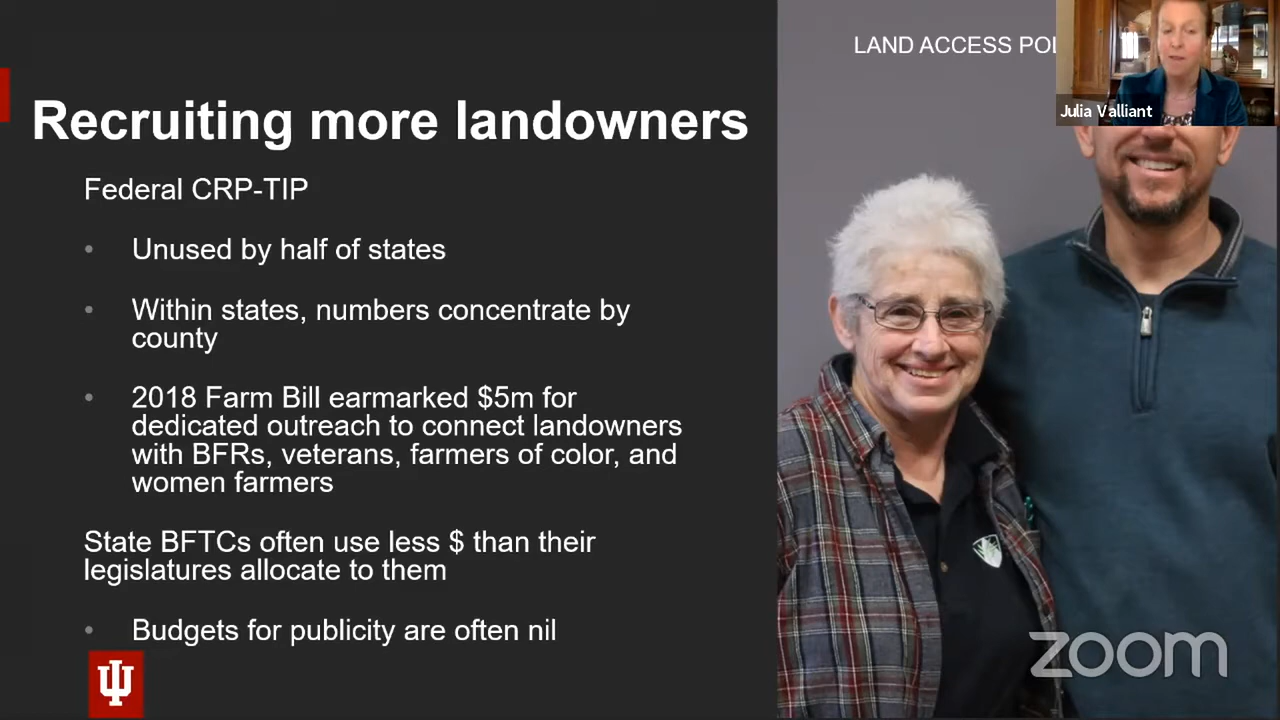 LAND ACCESS
Julia Valliant
Recruiting more landowners
Federal CRP-TIP
• Unused by half of states
• Within states, numbers concentrate by
county
• 2018 Farm Bill earmarked $5m for
dedicated outreach to connect landowners
with BFRs, veterans, farmers of color, and
women farmers
State BFTCs often use less $ than their
legislatures allocate to them
• Budgets for publicity are often nil
zoom